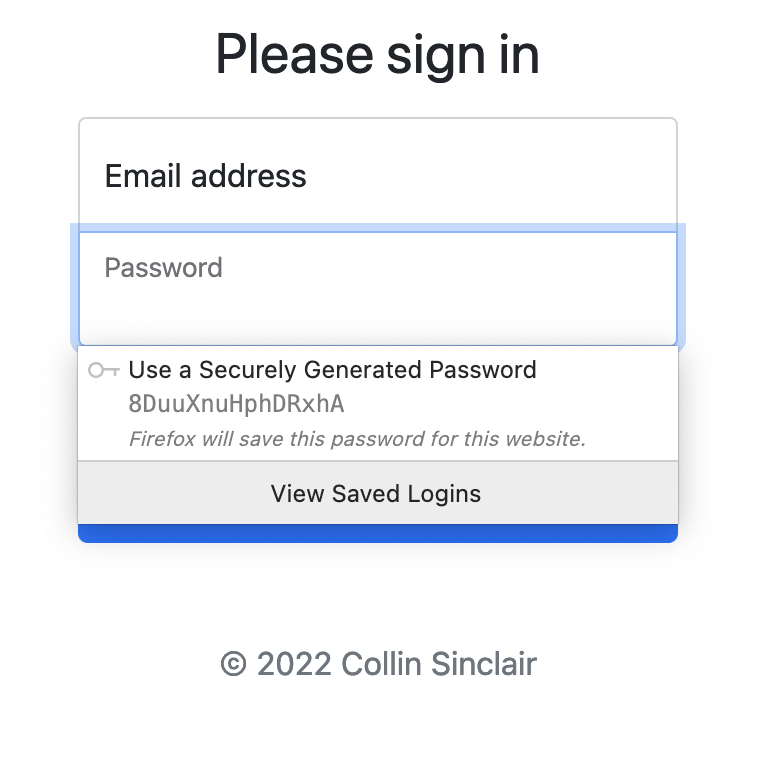 Please sign in
Email address
Password
Use a Securely Generated Password
8DuuXnuHphDRxhA
Firefox will save this password for this website.
View Saved Logins
© 2022 Collin Sinclair